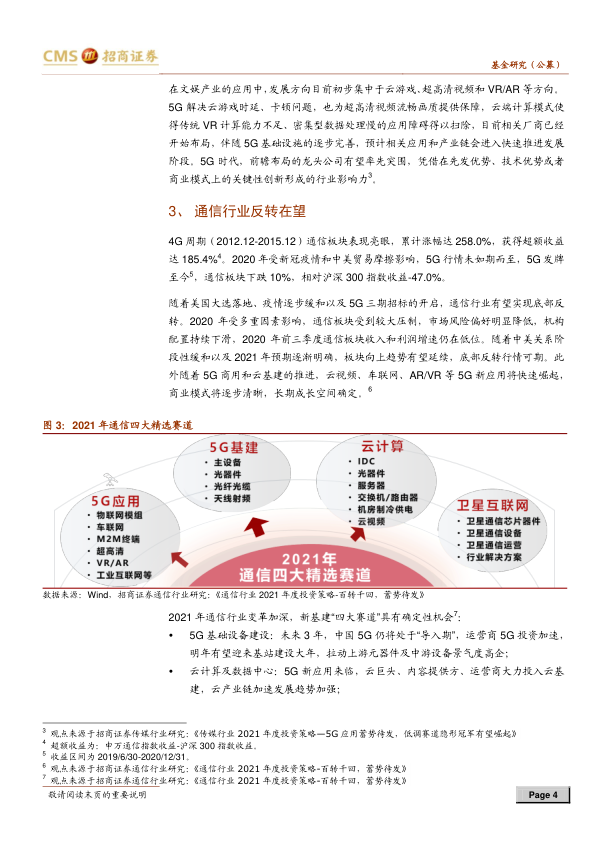 CMS 招商证券
基金研究（公募）
在文娱产业的应用中，发展方向目前初步集中于云游戏、超高清视频和 VR/AR 等方向。
5G 解决云游戏时延、卡顿问题，也为超高清视频流畅画质提供保障，云端计算模式使
得传统 VR 计算能力不足、密集型数据处理慢的应用障碍得以扫除，目前相关厂商已经
开始布局，伴随 5G 基础设施的逐步完善，预计相关应用和产业链会进入快速推进发展
阶段。5G 时代，前瞻布局的龙头公司有望率先突围，凭借在先发优势、技术优势或者
商业模式上的关键性创新形成的行业影响力3。
3、 通信行业反转在望
4G 周期（2012.12-2015.12）通信板块表现亮眼，累计涨幅达 258.0%，获得超额收益
达 185.4%4。2020 年受新冠疫情和中美贸易摩擦影响，5G 行情未如期而至，5G 发牌
至今5，通信板块下跌 10%，相对沪深 300 指数收益-47.0%。
随着美国大选落地，疫情逐步缓和以及 5G 三期招标的开启，通信行业有望实现底部反
转。2020 年受多重因素影响，通信板块受到较大压制，市场风险偏好明显降低，机构
配置持续下滑，2020 年前三季度通信板块收入和利润增速仍在低位。随着中美关系阶
段性缓和以及 2021 年预期逐渐明确，板块向上趋势有望延续，底部反转行情可期。此
外随着 5G 商用和云基建的推进，云视频、车联网、AR/VR 等 5G 新应用将快速崛起，
商业模式将逐步清晰，长期成长空间确定。6
图 3：2021 年通信四大精选赛道
5G应用
• 物联网模组
• 车联网
• M2M终端
• 超高清
• VR/AR
• 工业互联网等
5G基建
• 主设备
• 光器件
• 光纤光缆
• 天线射频
云计算
• IDC
• 光器件
• 服务器
• 交换机/路由器
• 机房制冷供电
• 云视频
卫星互联网
• 卫星通信芯片器件
• 卫星通信设备
• 卫星通信运营
• 行业解决方案
2021年
通信四大精选赛道
数据来源：Wind，招商证券通信行业研究：《通信行业 2021 年度投资策略-百转千回，蓄势待发》
2021 年通信行业变革加深，新基建“四大赛道”具有确定性机会7：
• 5G 基础设备建设：未来 3 年，中国 5G 仍将处于“导入期”，运营商 5G 投资加速，
明年有望迎来基站建设大年，拉动上游元器件及中游设备景气度高企；
• 云计算及数据中心：5G 新应用来临，云巨头、内容提供方、运营商大力投入云基
建，云产业链加速发展趋势加强；
3 观点来源于招商证券传媒行业研究：《传媒行业 2021 年度投资策略—5G 应用蓄势待发，低调赛道隐形冠军有望崛起》
4 超额收益为：申万通信指数收益-沪深 300 指数收益。
5 收益区间为 2019/6/30-2020/12/31。
6 观点来源于招商证券通信行业研究：《通信行业 2021 年度投资策略-百转千回，蓄势待发》
7 观点来源于招商证券通信行业研究：《通信行业 2021 年度投资策略-百转千回，蓄势待发》
敬请阅读末页的重要说明
Page 4